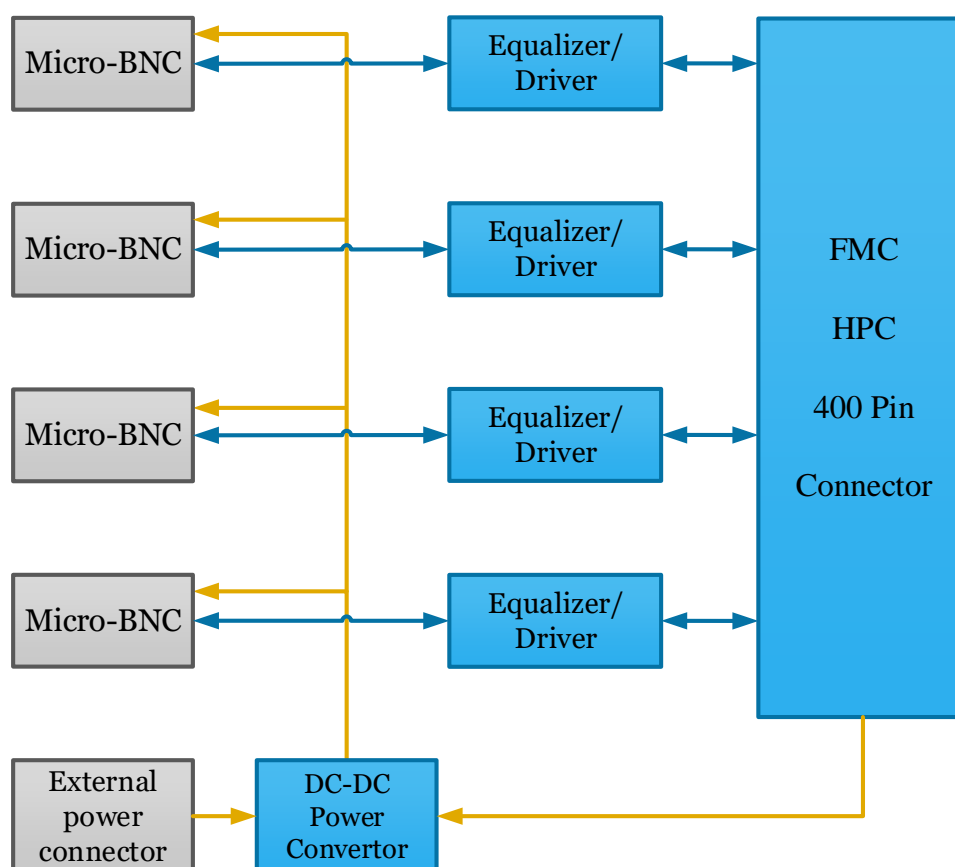 Micro-BNC
Equalizer/
Driver
Micro-BNC
Equalizer/
Driver
FMC
HPC
400 Pin
Connector
Micro-BNC
Equalizer/
Driver
Micro-BNC
Equalizer/
Driver
External
power
connector
DC-DC
Power
Convertor